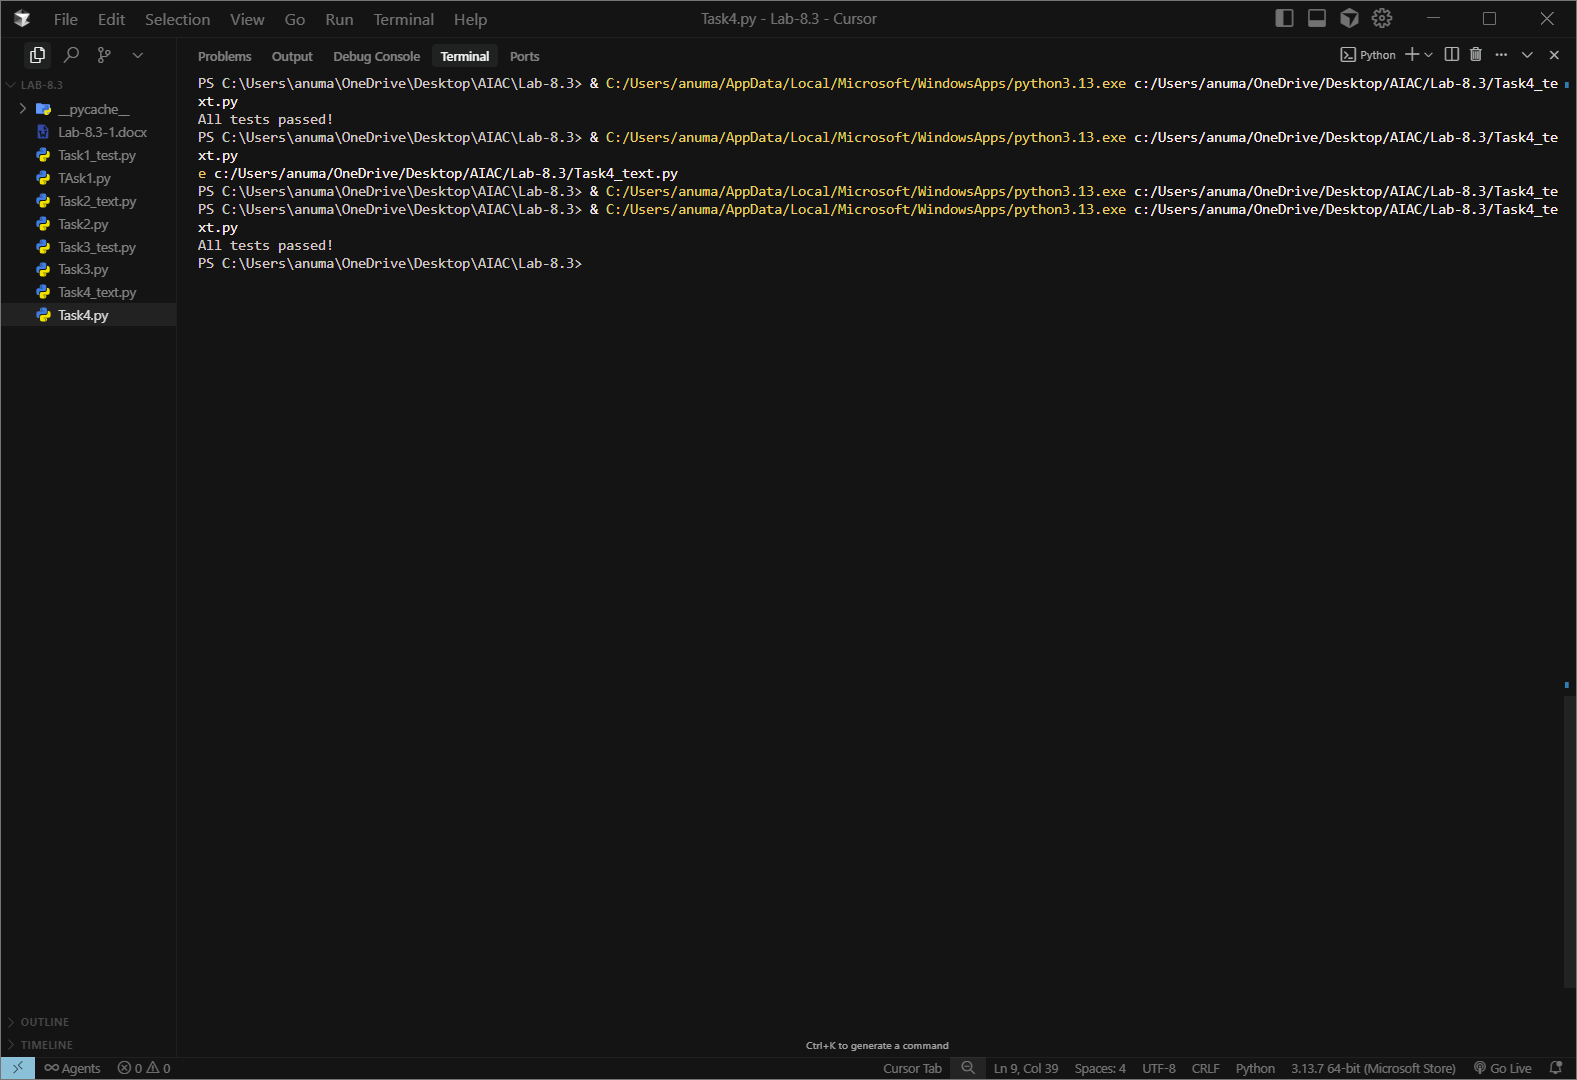 File Edit Selection View Go Run Terminal Help
Task4.py - Lab-8.3 - Cursor
LAB-8.3
__pycache__
Lab-8.3-1.docx
Task1_test.py
TAsk1.py
Task2_text.py
Task2.py
Task3_test.py
Task3.py
Task4_text.py
Task4.py
OUTLINE
TIMELINE
Problems Output Debug Console Terminal Ports
Python
PS C:\Users\anuma\OneDrive\Desktop\AIAC\Lab-8.3> & C:/Users/anuma/AppData/Local/Microsoft/WindowsApps/python3.13.exe c:/Users/anuma/OneDrive/Desktop/AIAC/Lab-8.3/Task4_te
xt.py
All tests passed!
PS C:\Users\anuma\OneDrive\Desktop\AIAC\Lab-8.3> & C:/Users/anuma/AppData/Local/Microsoft/WindowsApps/python3.13.exe c:/Users/anuma/OneDrive/Desktop/AIAC/Lab-8.3/Task4_te
xt.py
e c:/Users/anuma/OneDrive/Desktop/AIAC/Lab-8.3/Task4_text.py
PS C:\Users\anuma\OneDrive\Desktop\AIAC\Lab-8.3> & C:/Users/anuma/AppData/Local/Microsoft/WindowsApps/python3.13.exe c:/Users/anuma/OneDrive/Desktop/AIAC/Lab-8.3/Task4_te
PS C:\Users\anuma\OneDrive\Desktop\AIAC\Lab-8.3> & C:/Users/anuma/AppData/Local/Microsoft/WindowsApps/python3.13.exe c:/Users/anuma/OneDrive/Desktop/AIAC/Lab-8.3/Task4_te
xt.py
All tests passed!
PS C:\Users\anuma\OneDrive\Desktop\AIAC\Lab-8.3>
Ctrl+K to generate a command
Agents 0 0 Cursor Tab Ln 9, Col 39 Spaces: 4 UTF-8 CRLF Python 3.13.7 64-bit (Microsoft Store) Go Live